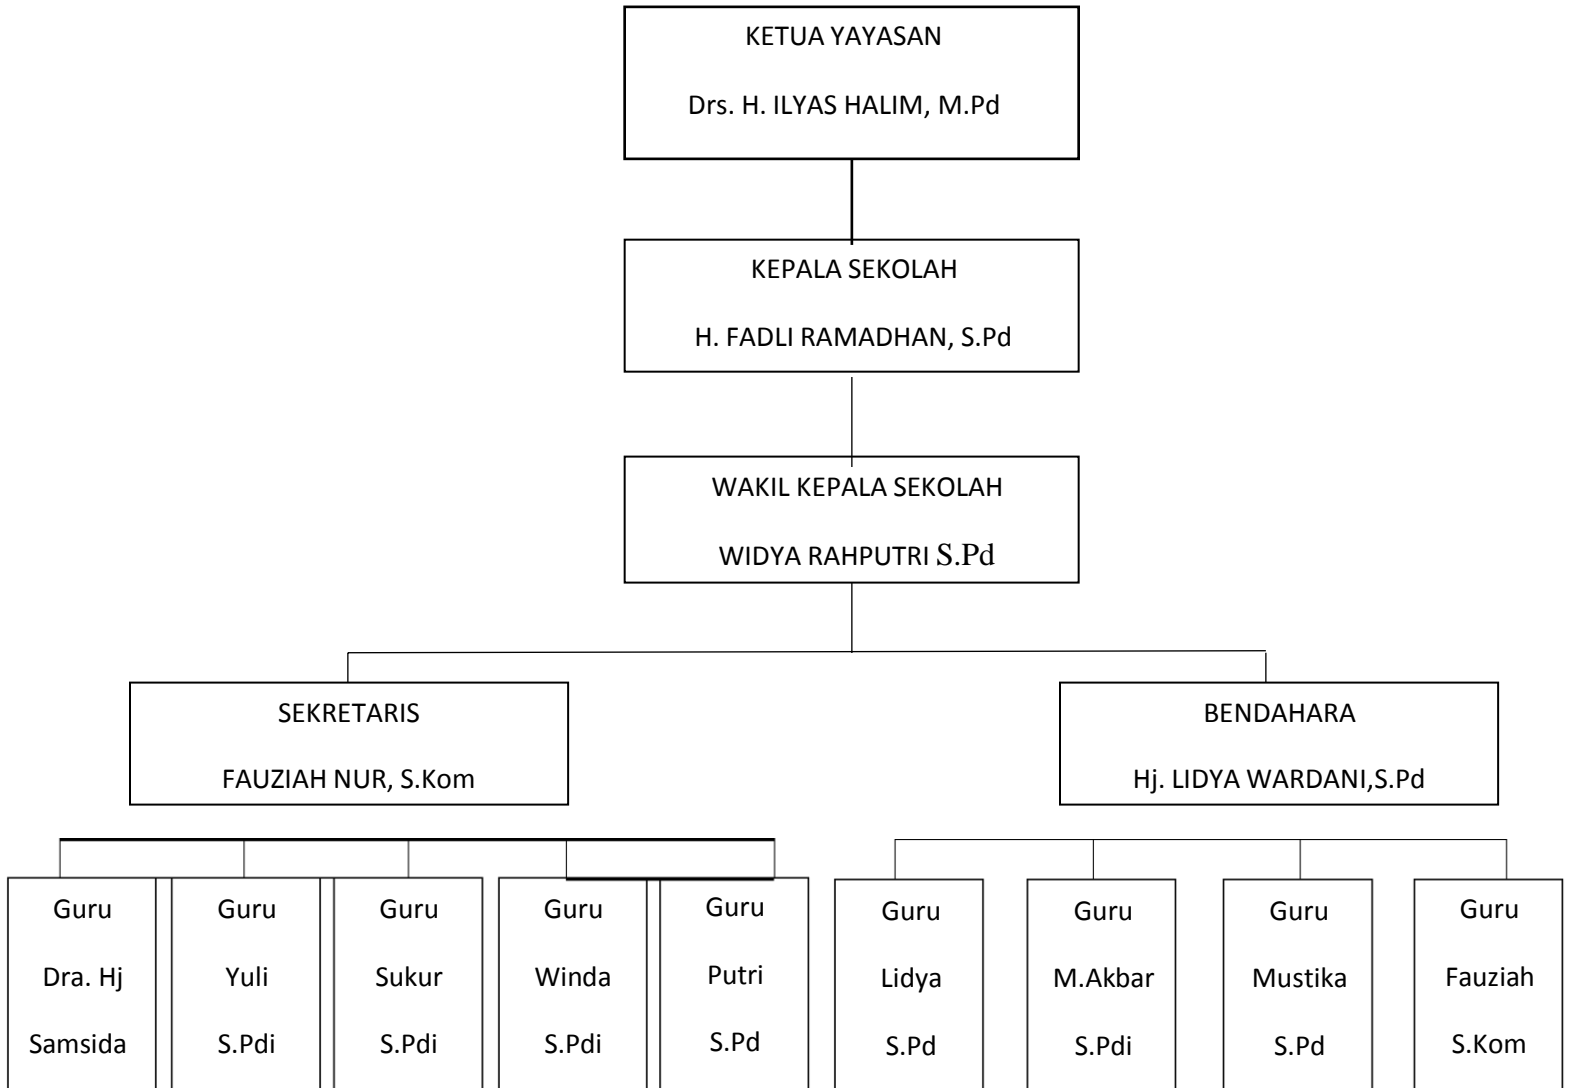 KETUA YAYASAN
Drs. H. ILYAS HALIM, M.Pd
KEPALA SEKOLAH
H. FADLI RAMADHAN, S.Pd
WAKIL KEPALA SEKOLAH
WIDYA RAHPUTRI S.Pd
SEKRETARIS
FAUZIAH NUR, S.Kom
BENDAHARA
Hj. LIDYA WARDANI,S.Pd
Guru
Dra. Hj
Samsida
Guru
Yuli
S.Pdi
Guru
Sukur
S.Pdi
Guru
Winda
S.Pdi
Guru
Putri
S.Pd
Guru
Lidya
S.Pd
Guru
M.Akbar
S.Pdi
Guru
Mustika
S.Pd
Guru
Fauziah
S.Kom